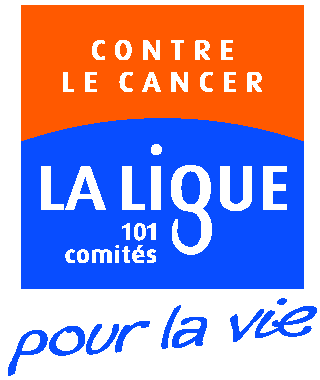 CONTRE
LE CANCER
LA LIGUE
101
comités
pour la vie